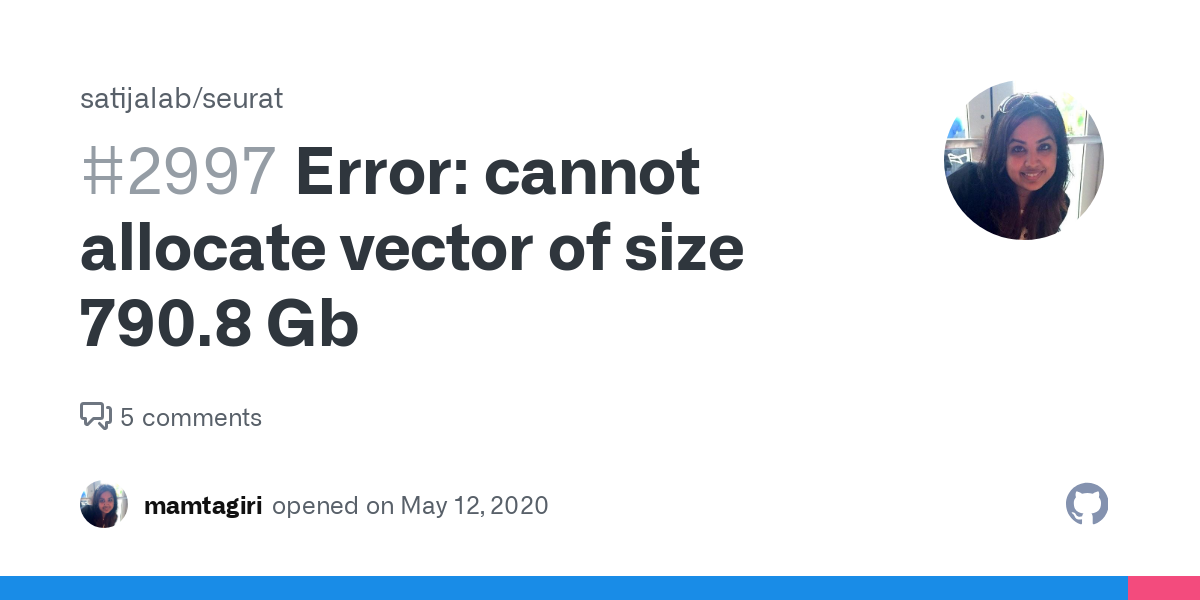 satijalab/seurat
#2997 Error: cannot
allocate vector of size
790.8 Gb
5 comments
mamtagiri opened on May 12, 2020